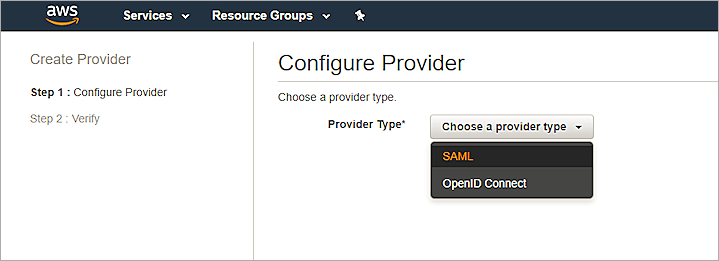 aws Services Resource Groups
Create Provider
Step 1 : Configure Provider
Step 2 : Verify
Configure Provider
Choose a provider type.
Provider Type* Choose a provider type
SAML
OpenID Connect